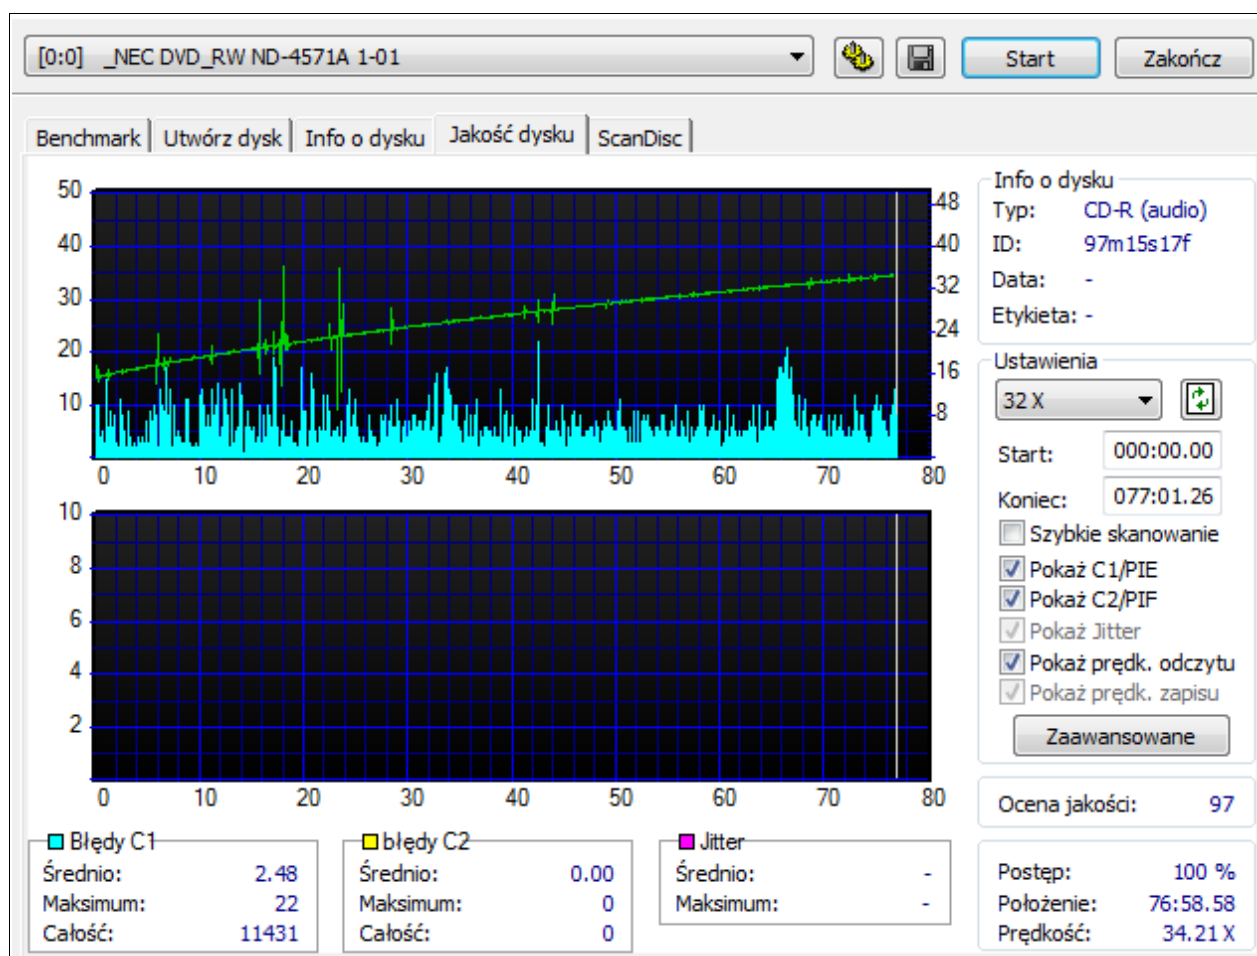 [0:0] _NEC DVD_RW ND-4571A 1-01
Start
Zakończ
Benchmark
Utwórz dysk
Info o dysku
Jakość dysku
ScanDisc
50
40
30
20
10
48
40
32
24
16
8
0 10 20 30 40 50 60 70 80
10
8
6
4
2
0 10 20 30 40 50 60 70 80
Błędy C1
Średnio: 2.48
Maksimum: 22
Całość: 11431
błędy C2
Średnio: 0.00
Maksimum: 0
Całość: 0
Jitter
Średnio: -
Maksimum: -
Info o dysku
Typ: CD-R (audio)
ID: 97m15s17f
Data: -
Etykieta: -
Ustawienia
32 X
Start: 000:00.00
Koniec: 077:01.26
Szybkie skanowanie
Pokaż C1/PIE
Pokaż C2/PIF
Pokaż Jitter
Pokaż prędk. odczytu
Pokaż prędk. zapisu
Zaawansowane
Ocena jakości: 97
Postęp: 100 %
Położenie: 76:58.58
Prędkość: 34.21 X